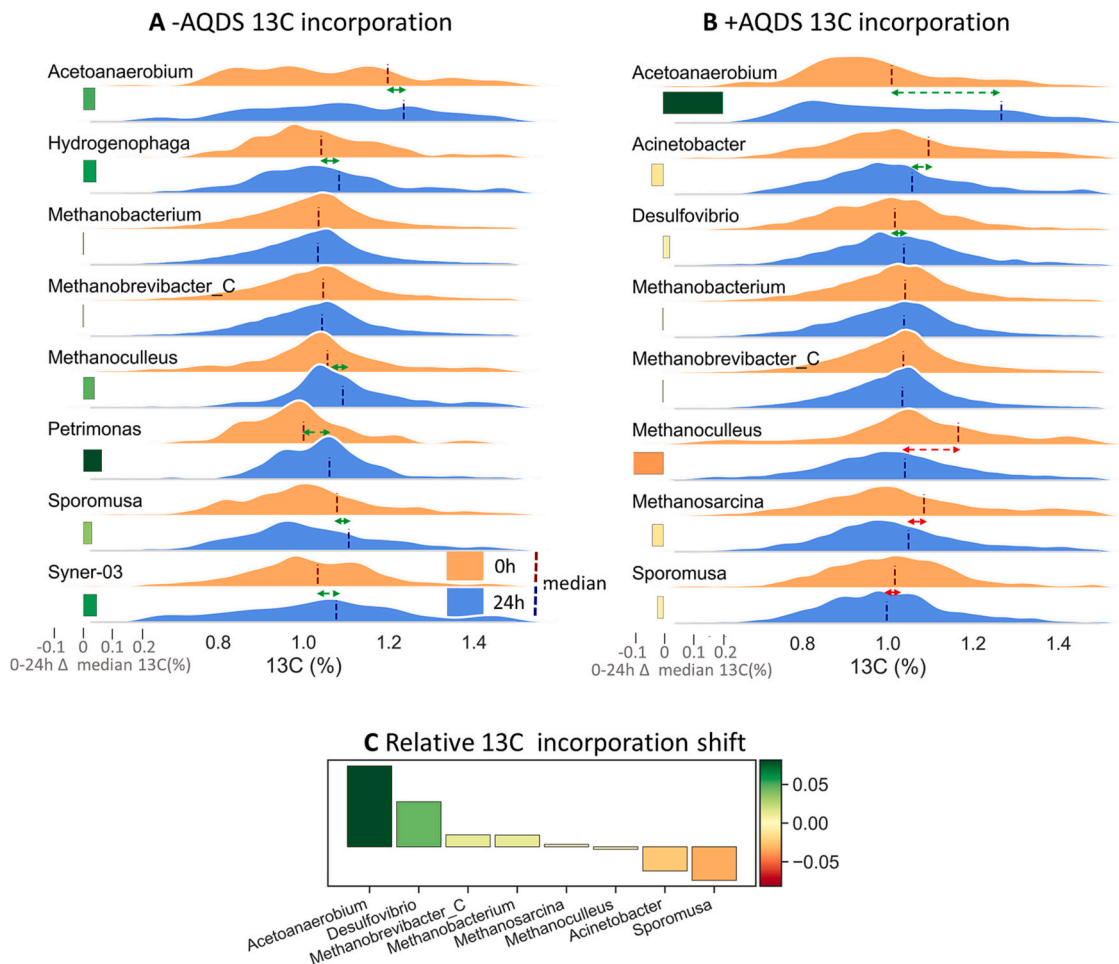 A -AQDS 13C incorporation
Acetoanaerobium
Hydrogenophaga
Methanobacterium
Methanobrevibacter_C
Methanoculleus
Petrimonas
Sporomusa
Syner-03
0h
24h
median
-0.1 0 0.1 0.2
0.8 1.0 1.2 1.4
0-24h Δ median 13C(%)
13C (%)
B +AQDS 13C incorporation
Acetoanaerobium
Acinetobacter
Desulfovibrio
Methanobacterium
Methanobrevibacter_C
Methanoculleus
Methanosarcina
Sporomusa
-0.1 0 0.1 0.2
0.8 1.0 1.2 1.4
0-24h Δ median 13C(%)
13C (%)
C Relative 13C incorporation shift
0.05
0.00
−0.05
Acetoanaerobium
Desulfovibrio
Methanobrevibacter_C
Methanobacterium
Methanosarcina
Methanoculleus
Acinetobacter
Sporomusa